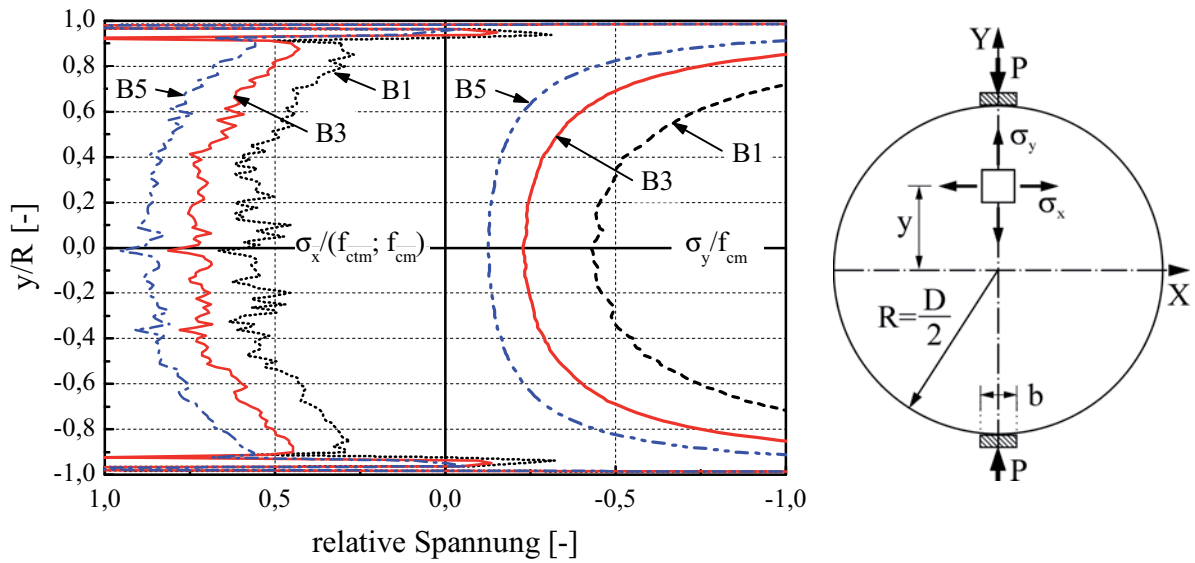 1,0
0,8
0,6
0,4
0,2
0,0
-0,2
-0,4
-0,6
-0,8
-1,0
y/R [-]
B5
B3
B1
B5
B3
B1
σx/(fctm; fcm)
σy/fcm
1,0
0,5
0,0
-0,5
-1,0
relative Spannung [-]
Y
P
σy
σx
y
X
R=D/2
b
P